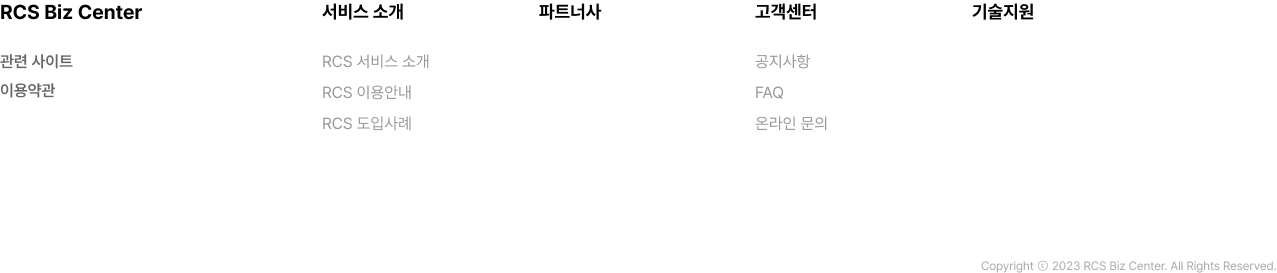 RCS Biz Center
관련 사이트
이용약관
서비스 소개
RCS 서비스 소개
RCS 이용안내
RCS 도입사례
파트너사
고객센터
공지사항
FAQ
온라인 문의
기술지원
Copyright ⓒ 2023 RCS Biz Center. All Rights Reserved.